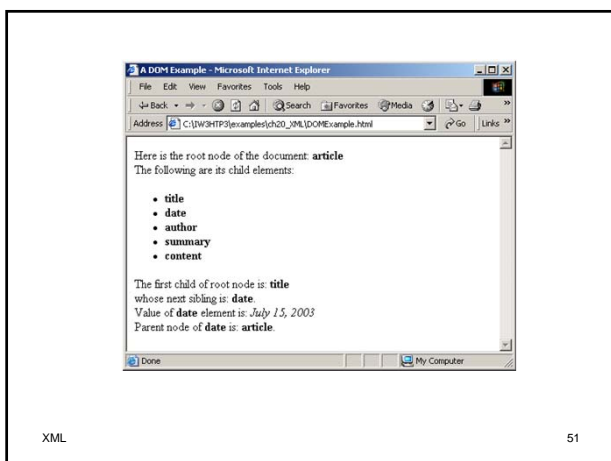 A DOM Example - Microsoft Internet Explorer
File Edit View Favorites Tools Help
Back Search Favorites Media »
Address C:\IW3HTP3\examples\ch20_XML\DOMExample.html Go Links »
Here is the root node of the document: article
The following are its child elements:
• title
• date
• author
• summary
• content
The first child of root node is: title
whose next sibling is: date.
Value of date element is: July 15, 2003
Parent node of date is: article.
Done My Computer
XML 51